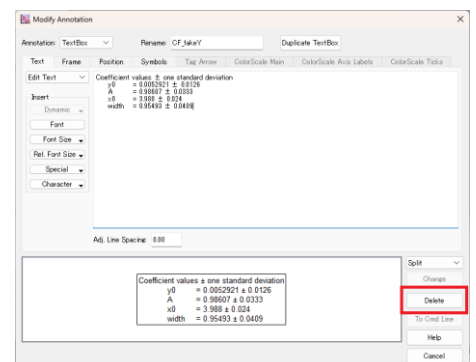 Modify Annotation
Annotation: TextBox Rename: CF_fakeY Duplicate TextBox
Text Frame Position Symbols Tag Arrow ColorScale Main ColorScale Axis Labels ColorScale Ticks
Edit Text
Insert
Dynamic
Font
Font Size
Rel. Font Size
Special
Character
Coefficient values ± one standard deviation
y0 = 0.0052921 ± 0.0126
A = 0.98607 ± 0.0333
x0 = 3.988 ± 0.024
width = 0.95493 ± 0.0409
Adj. Line Spacing: 0.00
Split
Change
Delete
To Cmd Line
Help
Cancel
Coefficient values ± one standard deviation
y0 = 0.0052921 ± 0.0126
A = 0.98607 ± 0.0333
x0 = 3.988 ± 0.024
width = 0.95493 ± 0.0409